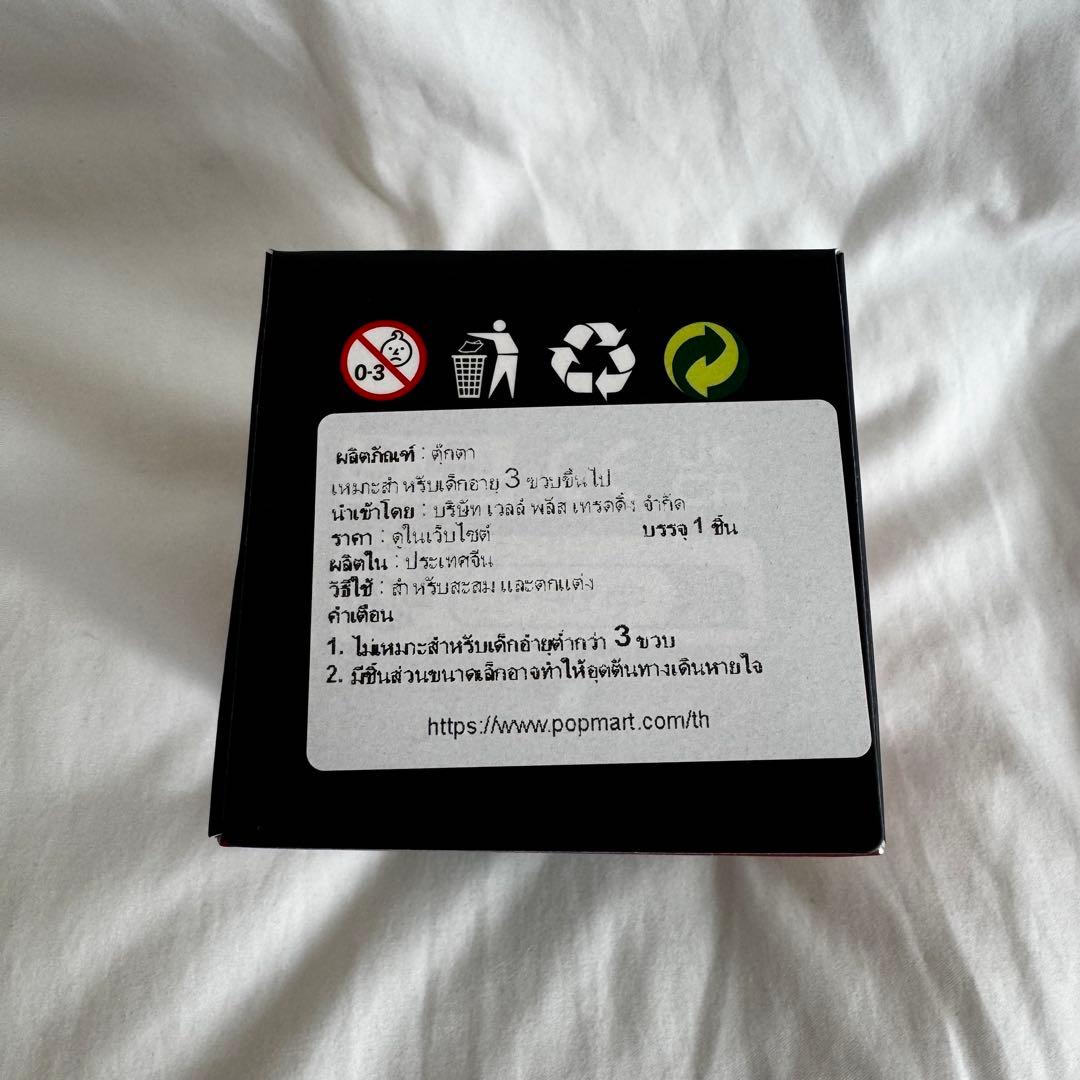 0-3
ผลิตภัณฑ์ : ตุ๊กตา
เหมาะสำหรับเด็กอายุ 3 ขวบขึ้นไป
นำเข้าโดย : บริษัท เวลล์ พลัส เทรดดิ้ง จำกัด
ราคา : ดูในเว็บไซต์ บรรจุ 1 ชิ้น
ผลิตใน : ประเทศจีน
วิธีใช้ : สำหรับสะสม และตกแต่ง
คำเตือน
1. ไม่เหมาะสำหรับเด็กอายุต่ำกว่า 3 ขวบ
2. มีชิ้นส่วนขนาดเล็กอาจทำให้อุดตันทางเดินหายใจ
https://www.popmart.com/th